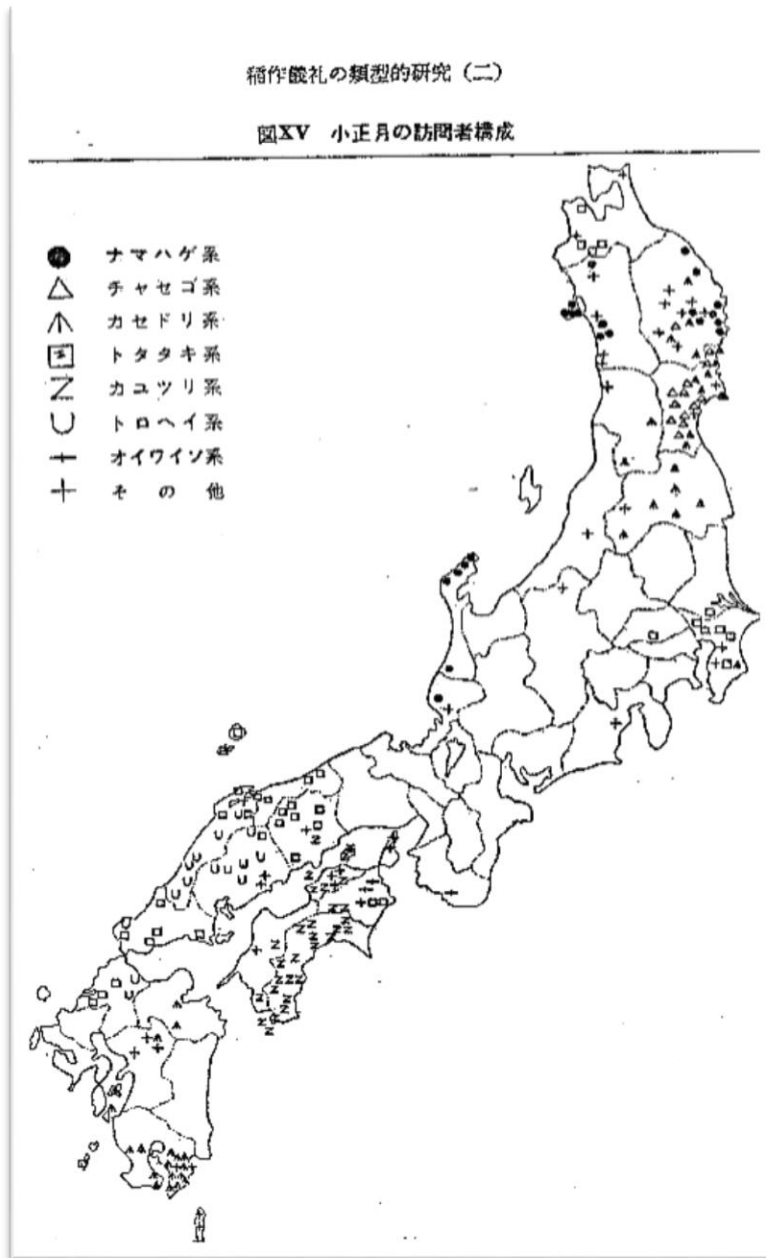 稲作儀礼の類型的研究（二）
図XV 小正月の訪問者構成
ナマハゲ系
チャセゴ系
カセドリ系
トタタキ系
カユツリ系
トロヘイ系
オイワイソ系
その他